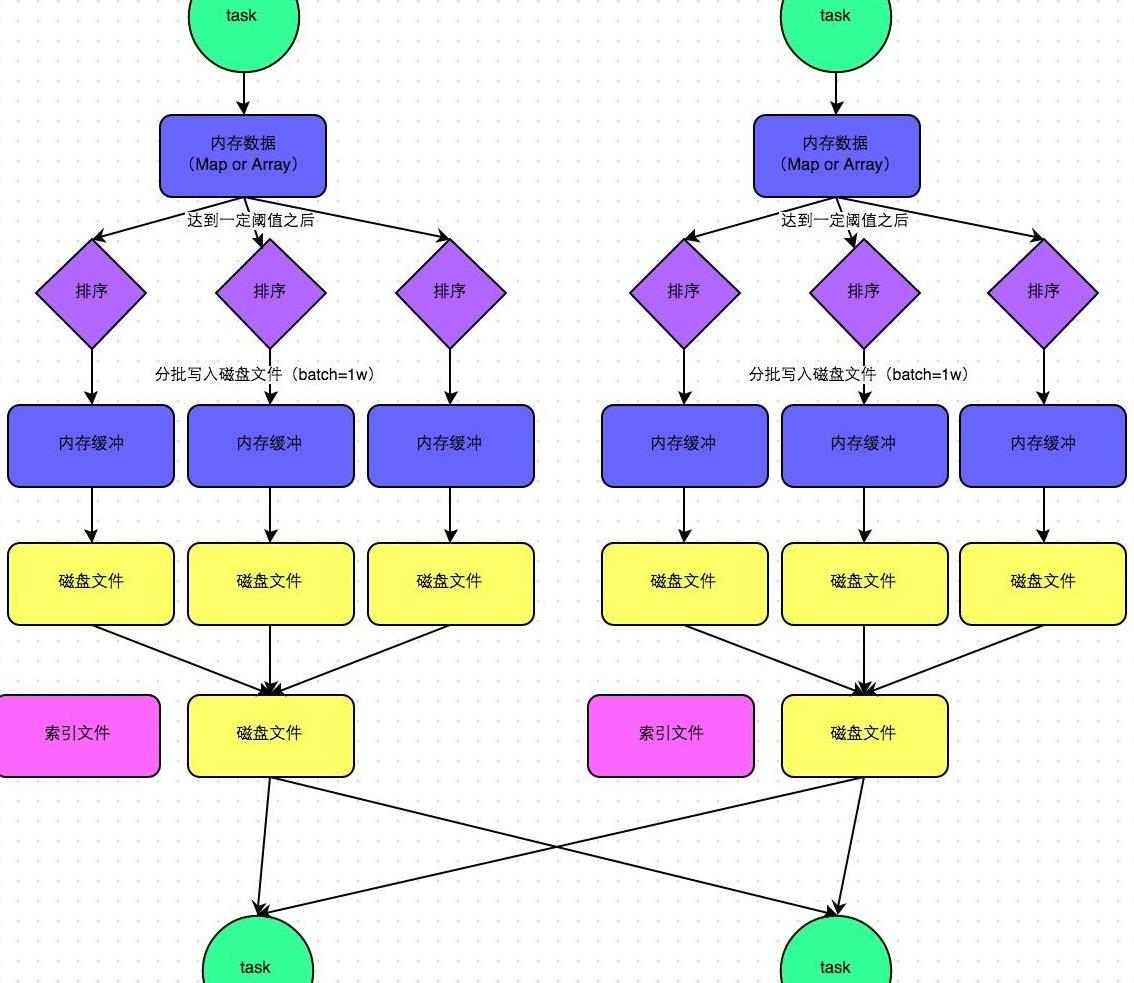 task
task
内存数据
（Map or Array）
内存数据
（Map or Array）
达到一定阈值之后
达到一定阈值之后
排序
排序
排序
排序
排序
排序
分批写入磁盘文件（batch=1w）
分批写入磁盘文件（batch=1w）
内存缓冲
内存缓冲
内存缓冲
内存缓冲
内存缓冲
内存缓冲
磁盘文件
磁盘文件
磁盘文件
磁盘文件
磁盘文件
磁盘文件
索引文件
磁盘文件
索引文件
磁盘文件
task
task